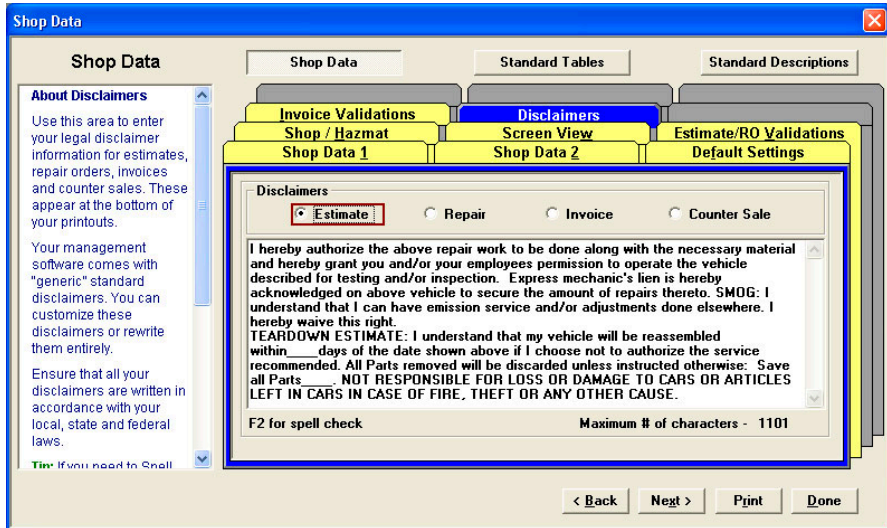 Shop Data
Shop Data
Shop Data
Standard Tables
Standard Descriptions
About Disclaimers
Use this area to enter
your legal disclaimer
information for estimates,
repair orders, invoices
and counter sales. These
appear at the bottom of
your printouts.
Your management
software comes with
"generic" standard
disclaimers. You can
customize these
disclaimers or rewrite
them entirely.
Ensure that all your
disclaimers are written in
accordance with your
local, state and federal
laws.
Tip: If you need to Spell
Invoice Validations
Disclaimers
Shop / Hazmat
Screen View
Estimate/RO Validations
Shop Data 1
Shop Data 2
Default Settings
Disclaimers
Estimate
Repair
Invoice
Counter Sale
I hereby authorize the above repair work to be done along with the necessary material
and hereby grant you and/or your employees permission to operate the vehicle
described for testing and/or inspection.  Express mechanic's lien is hereby
acknowledged on above vehicle to secure the amount of repairs thereto. SMOG: I
understand that I can have emission service and/or adjustments done elsewhere. I
hereby waive this right.
TEARDOWN ESTIMATE: I understand that my vehicle will be reassembled
within____days of the date shown above if I choose not to authorize the service
recommended. All Parts removed will be discarded unless instructed otherwise:  Save
all Parts____. NOT RESPONSIBLE FOR LOSS OR DAMAGE TO CARS OR ARTICLES
LEFT IN CARS IN CASE OF FIRE, THEFT OR ANY OTHER CAUSE.
F2 for spell check
Maximum # of characters -  1101
< Back
Next >
Print
Done